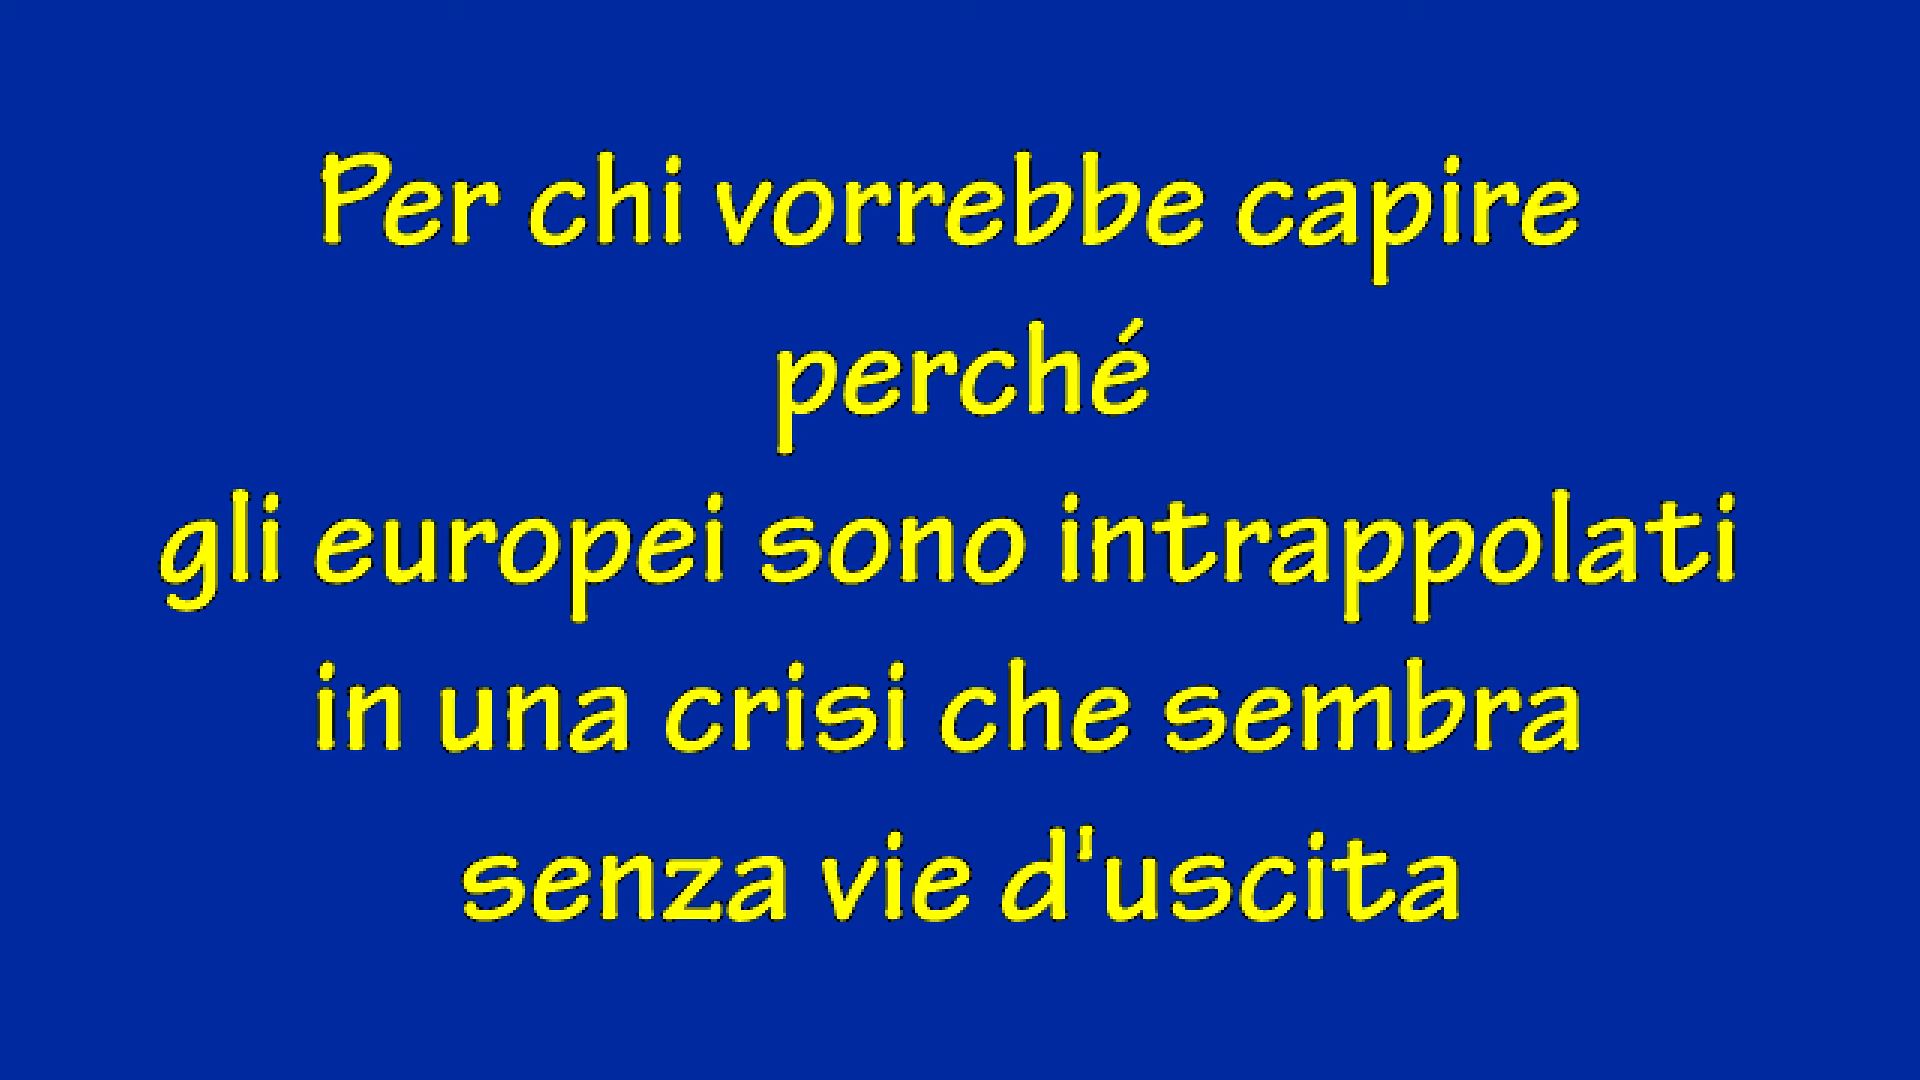 Per chi vorrebbe capire
perché
gli europei sono intrappolati
in una crisi che sembra
senza vie d'uscita